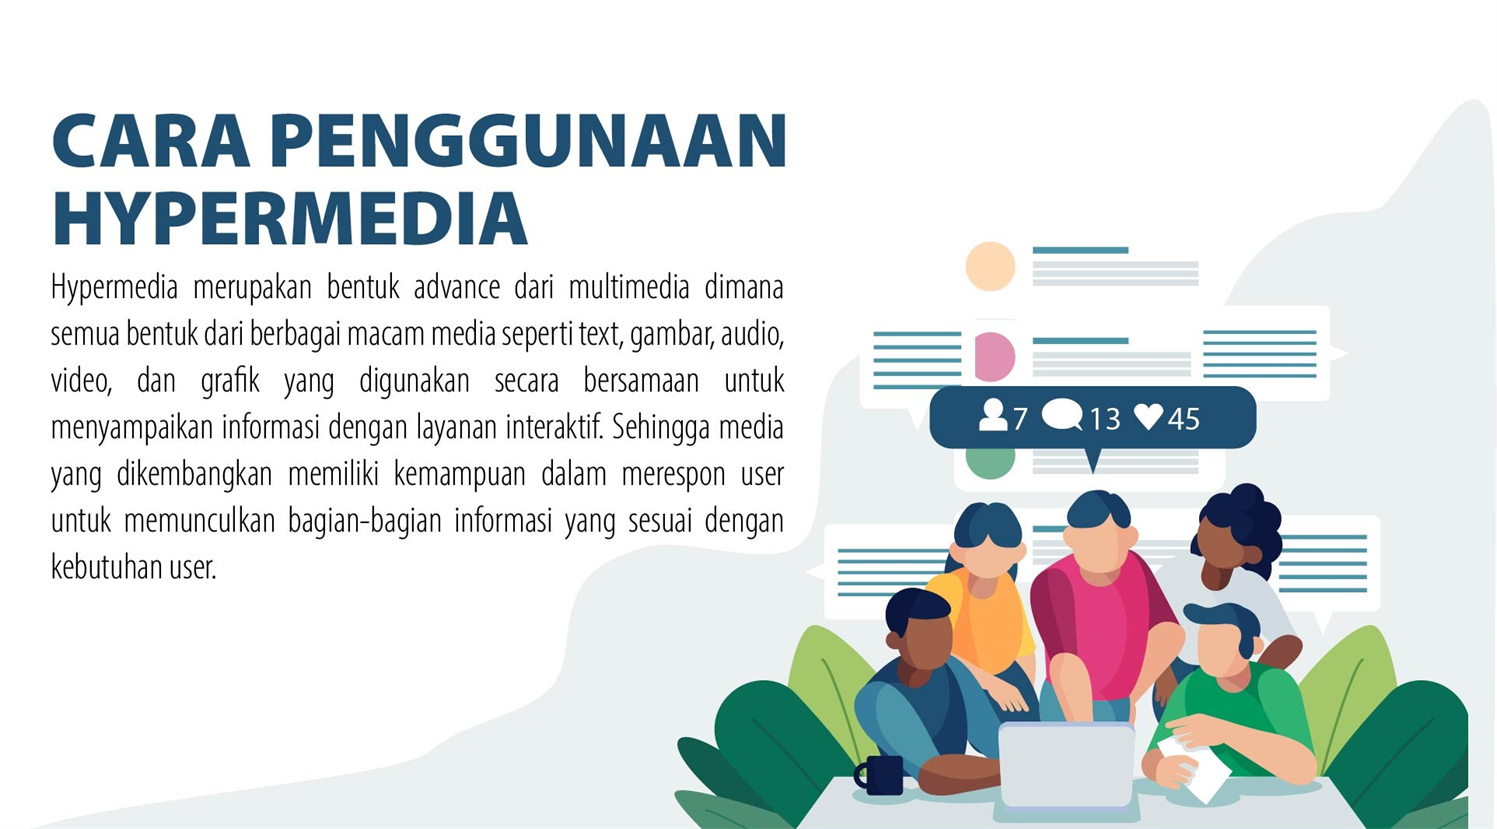 CARA PENGGUNAAN
HYPERMEDIA
Hypermedia merupakan bentuk advance dari multimedia dimana
semua bentuk dari berbagai macam media seperti text, gambar, audio,
video, dan grafik yang digunakan secara bersamaan untuk
menyampaikan informasi dengan layanan interaktif. Sehingga media
yang dikembangkan memiliki kemampuan dalam merespon user
untuk memunculkan bagian-bagian informasi yang sesuai dengan
kebutuhan user.
7 13 45